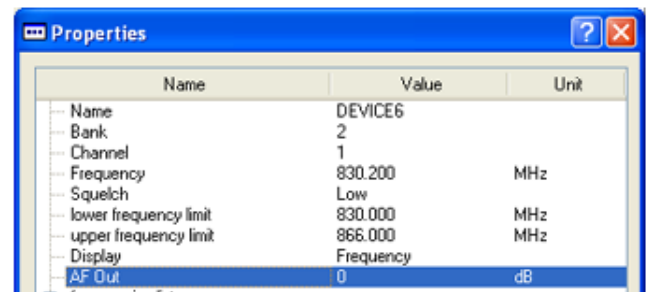 Properties
Name Value Unit
Name DEVICE6
Bank 2
Channel 1
Frequency 830.200 MHz
Squelch Low
lower frequency limit 830.000 MHz
upper frequency limit 866.000 MHz
Display Frequency
AF Out 0 dB